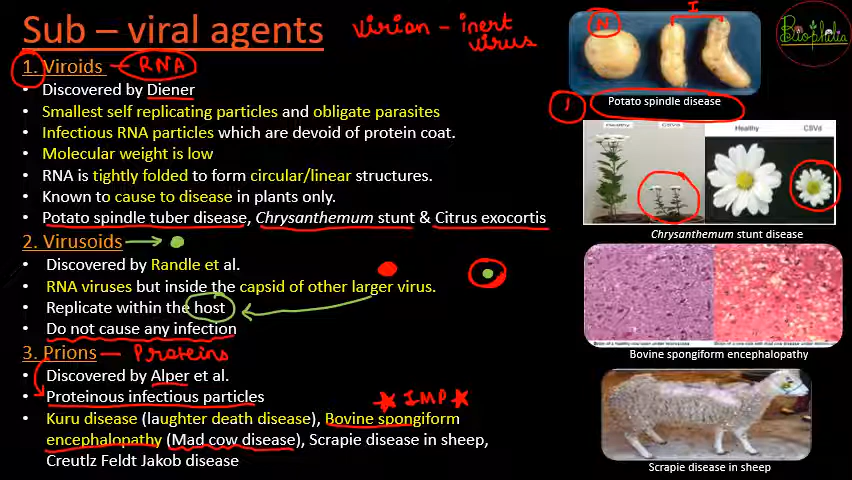 Sub – viral agents
Virian – inert
virus
1. Viroids – RNA
• Discovered by Diener
• Smallest self replicating particles and obligate parasites
• Infectious RNA particles which are devoid of protein coat.
• Molecular weight is low
• RNA is tightly folded to form circular/linear structures.
• Known to cause to disease in plants only.
• Potato spindle tuber disease, Chrysanthemum stunt & Citrus exocortis
2. Virusoids
• Discovered by Randle et al.
• RNA viruses but inside the capsid of other larger virus.
• Replicate within the host
• Do not cause any infection
3. Prions – Proteins
• Discovered by Alper et al.
• Proteinous infectious particles
★ IMP ★
• Kuru disease (laughter death disease), Bovine spongiform
encephalopathy (Mad cow disease), Scrapie disease in sheep,
Creutlz Feldt Jakob disease
N
I
Biophilia
1
Potato spindle disease
Healthy CSVd
Healthy CSVd
Chrysanthemum stunt disease
Bovine spongiform encephalopathy
Scrapie disease in sheep